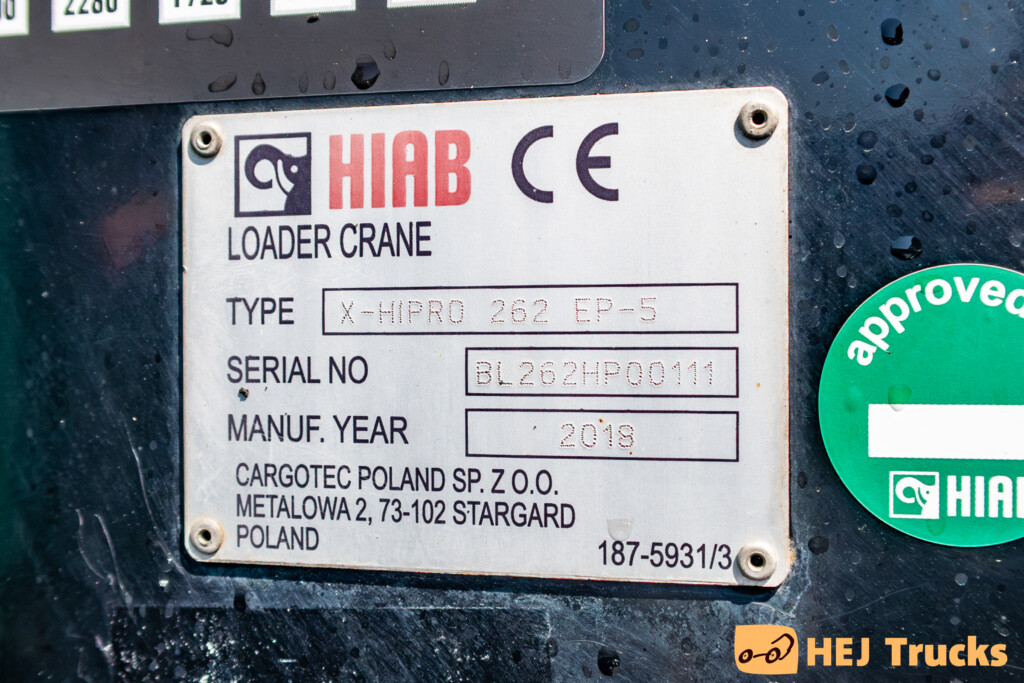 2280
HIAB CE
LOADER CRANE
TYPE X-HIPRO 262 EP-5
SERIAL NO BL262HP00111
MANUF. YEAR 2018
CARGOTEC POLAND SP. Z O.O.
METALOWA 2, 73-102 STARGARD
POLAND
187-5931/3
approved
HIAB
HEJ Trucks